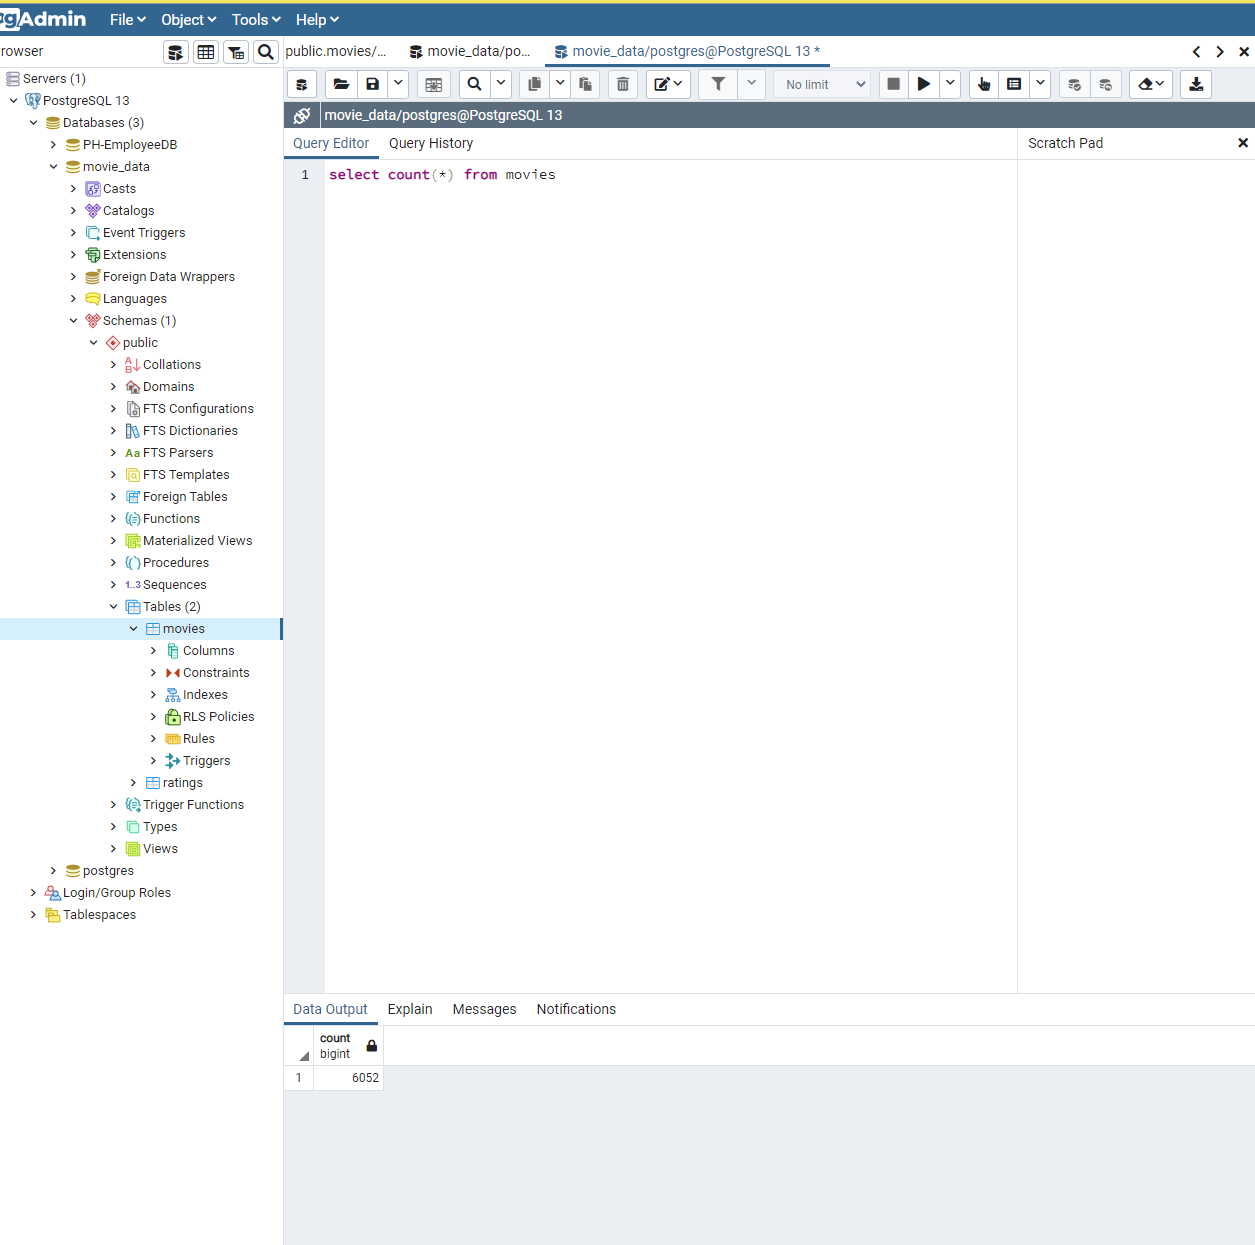 pgAdmin File Object Tools Help
rowser
public.movies/... movie_data/po... movie_data/postgres@PostgreSQL 13 *
No limit
movie_data/postgres@PostgreSQL 13
Query Editor Query History
Scratch Pad
1 select count(*) from movies
Servers (1)
PostgreSQL 13
Databases (3)
PH-EmployeeDB
movie_data
Casts
Catalogs
Event Triggers
Extensions
Foreign Data Wrappers
Languages
Schemas (1)
public
Collations
Domains
FTS Configurations
FTS Dictionaries
Aa FTS Parsers
FTS Templates
Foreign Tables
Functions
Materialized Views
Procedures
1..3 Sequences
Tables (2)
movies
Columns
Constraints
Indexes
RLS Policies
Rules
Triggers
ratings
Trigger Functions
Types
Views
postgres
Login/Group Roles
Tablespaces
Data Output Explain Messages Notifications
count
bigint
1 6052